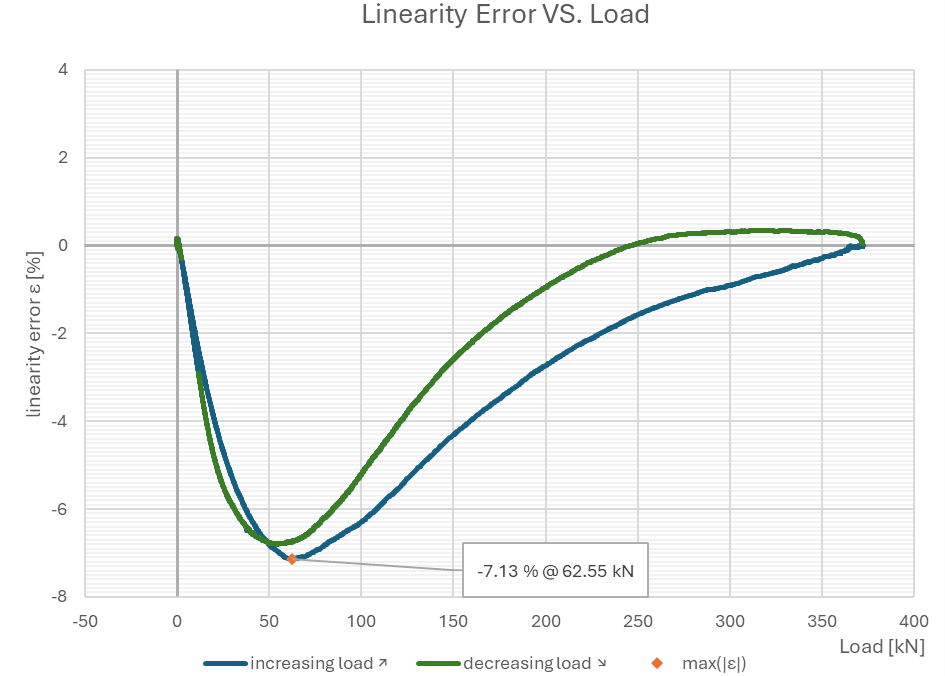 Linearity Error VS. Load
4
2
0
-2
-4
-6
-8
linearity error ε [%]
-7.13 % @ 62.55 kN
-50 0 50 100 150 200 250 300 350 400
Load [kN]
increasing load ↗ decreasing load ↘ max(|ε|)